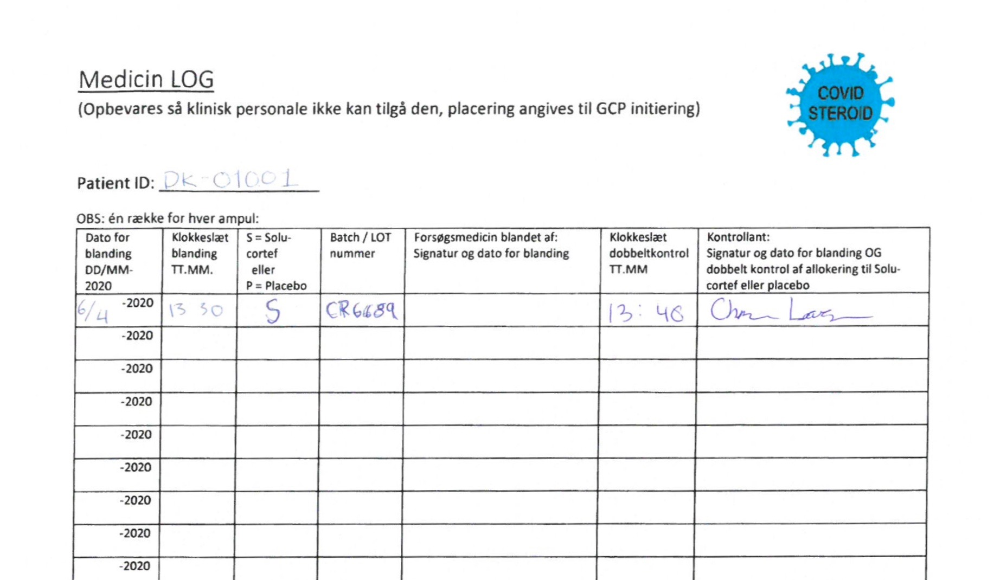 Medicin LOG
(Opbevares så klinisk personale ikke kan tilgå den, placering angives til GCP initiering)
COVID
STEROID
Patient ID: DK-01001
OBS: én række for hver ampul:
Dato for
blanding
DD/MM-
2020
Klokkeslæt
blanding
TT.MM.
S = Solu-
cortef
eller
P = Placebo
Batch / LOT
nummer
Forsøgsmedicin blandet af:
Signatur og dato for blanding
Klokkeslæt
dobbeltkontrol
TT.MM
Kontrollant:
Signatur og dato for blanding OG
dobbelt kontrol af allokering til Solu-
cortef eller placebo
6/4 -2020
13 30
S
CR6689
13:
-2020
-2020
-2020
-2020
-2020
-2020
-2020
-2020